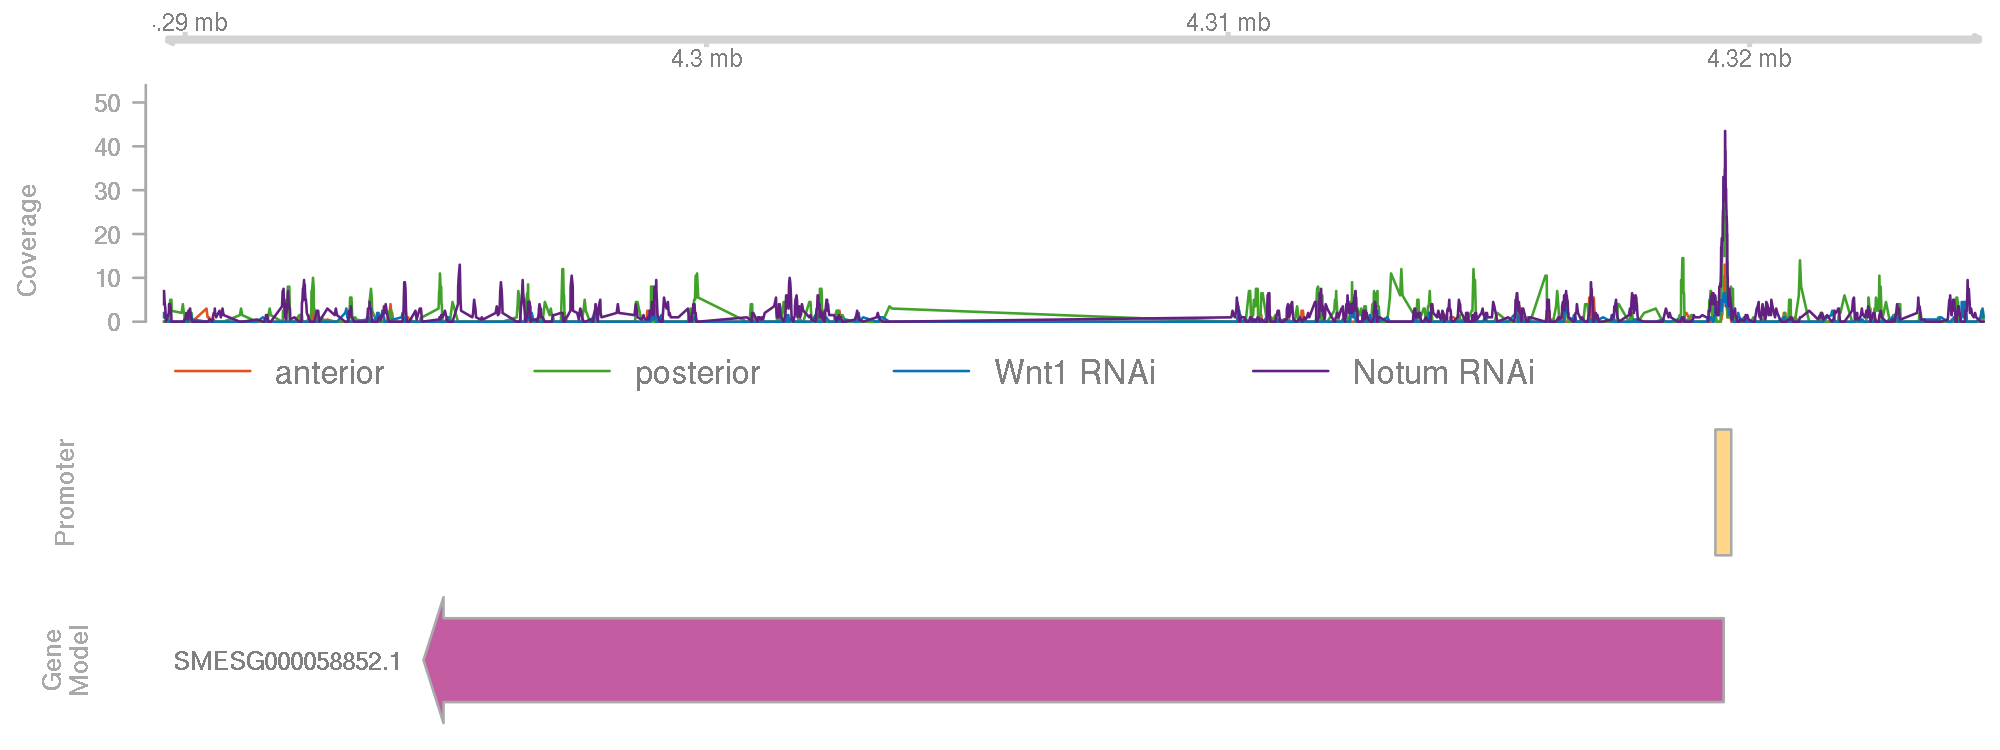 .29 mb
4.31 mb
4.3 mb
4.32 mb
Coverage
50
40
30
20
10
0
anterior posterior Wnt1 RNAi Notum RNAi
Promoter
Gene
Model
SMESG000058852.1